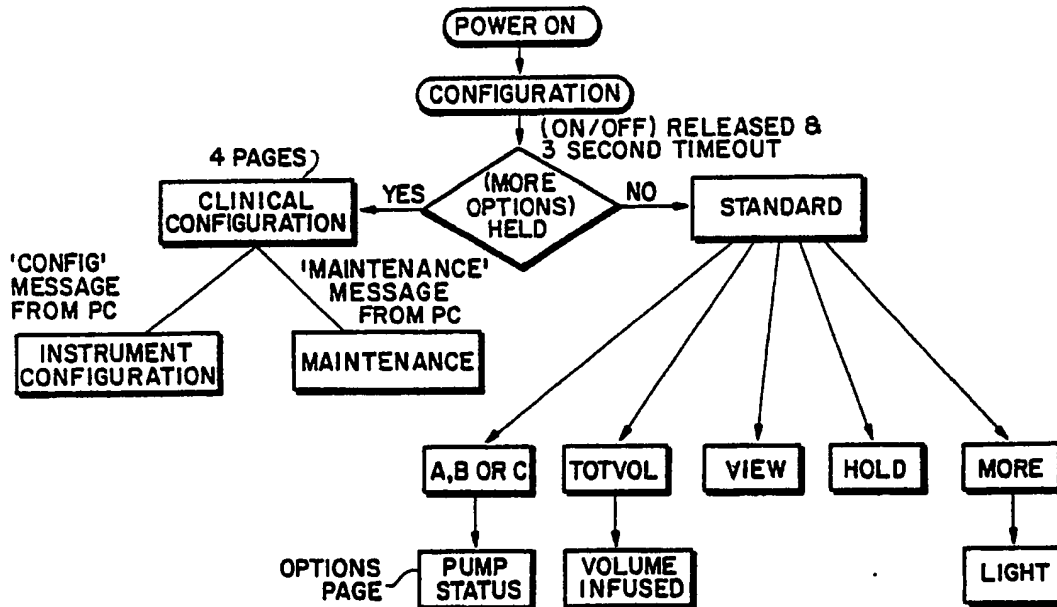 POWER ON
CONFIGURATION
(ON/OFF) RELEASED &
3 SECOND TIMEOUT
4 PAGES
CLINICAL
CONFIGURATION
YES
(MORE
OPTIONS)
HELD
NO
STANDARD
'CONFIG'
MESSAGE
FROM PC
'MAINTENANCE'
MESSAGE
FROM PC
INSTRUMENT
CONFIGURATION
MAINTENANCE
A,B OR C
TOTVOL
VIEW
HOLD
MORE
OPTIONS
PAGE
PUMP
STATUS
VOLUME
INFUSED
LIGHT